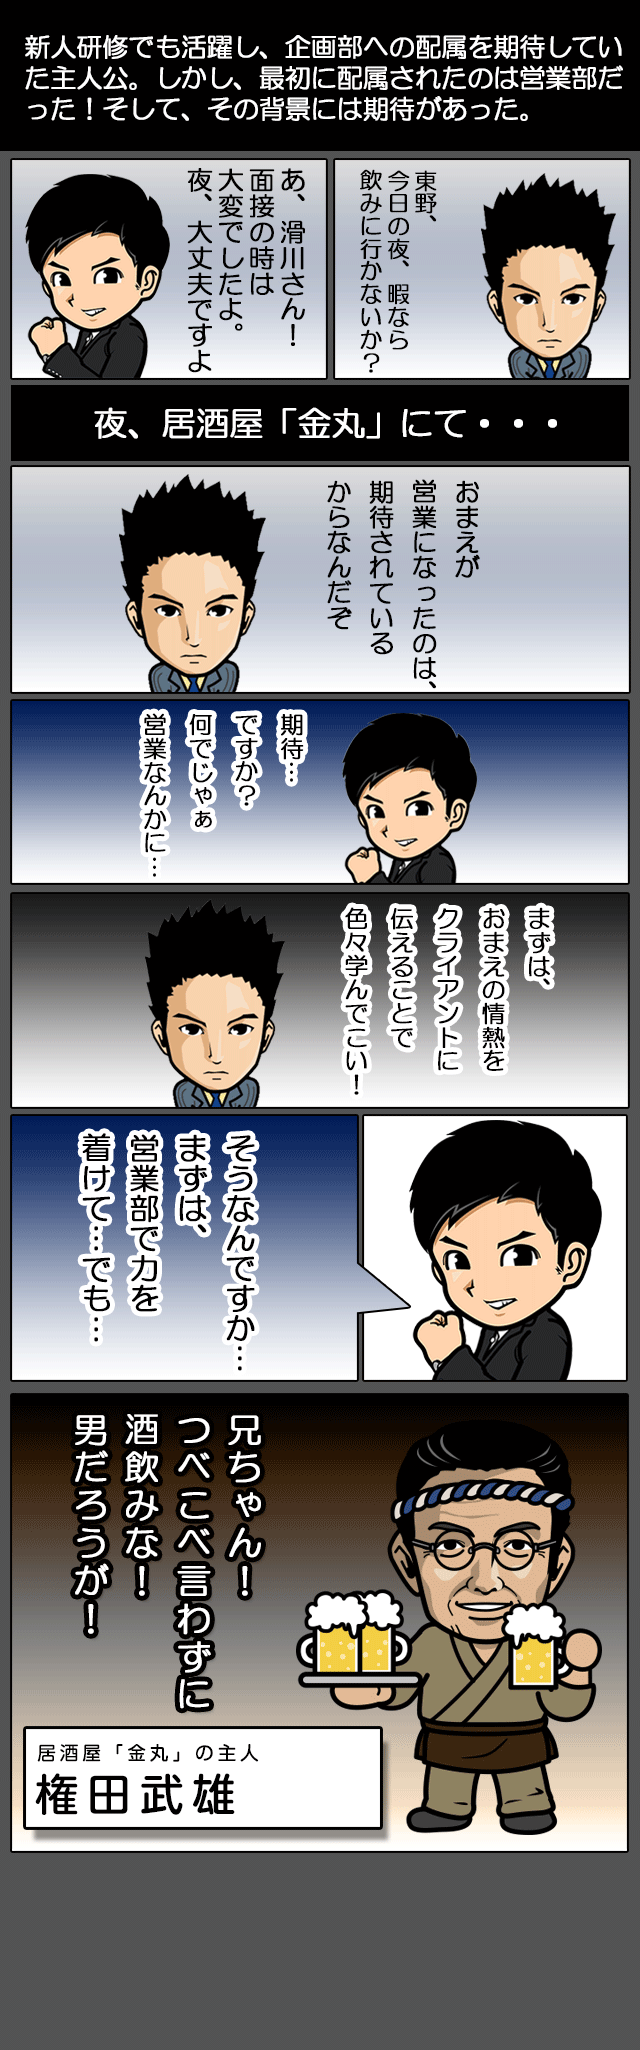 新人研修でも活躍し、企画部への配属を期待してい
た主人公。しかし、最初に配属されたのは営業部だ
った！そして、その背景には期待があった。
東野、
今日の夜、暇なら
飲みに行かないか？
あ、滑川さん！
面接の時は
大変でしたよ。
夜、大丈夫ですよ
夜、居酒屋「金丸」にて・・・
おまえが
営業になったのは、
期待されている
からなんだぞ
期待…
ですか？
何でじゃぁ
営業なんかに…
まずは、
おまえの情熱を
クライアントに
伝えることで
色々学んでこい！
そうなんですか…
まずは、
営業部で力を
着けて…でも…
兄ちゃん！
つべこべ言わずに
酒飲みな！
男だろうが！
居酒屋「金丸」の主人
権田武雄